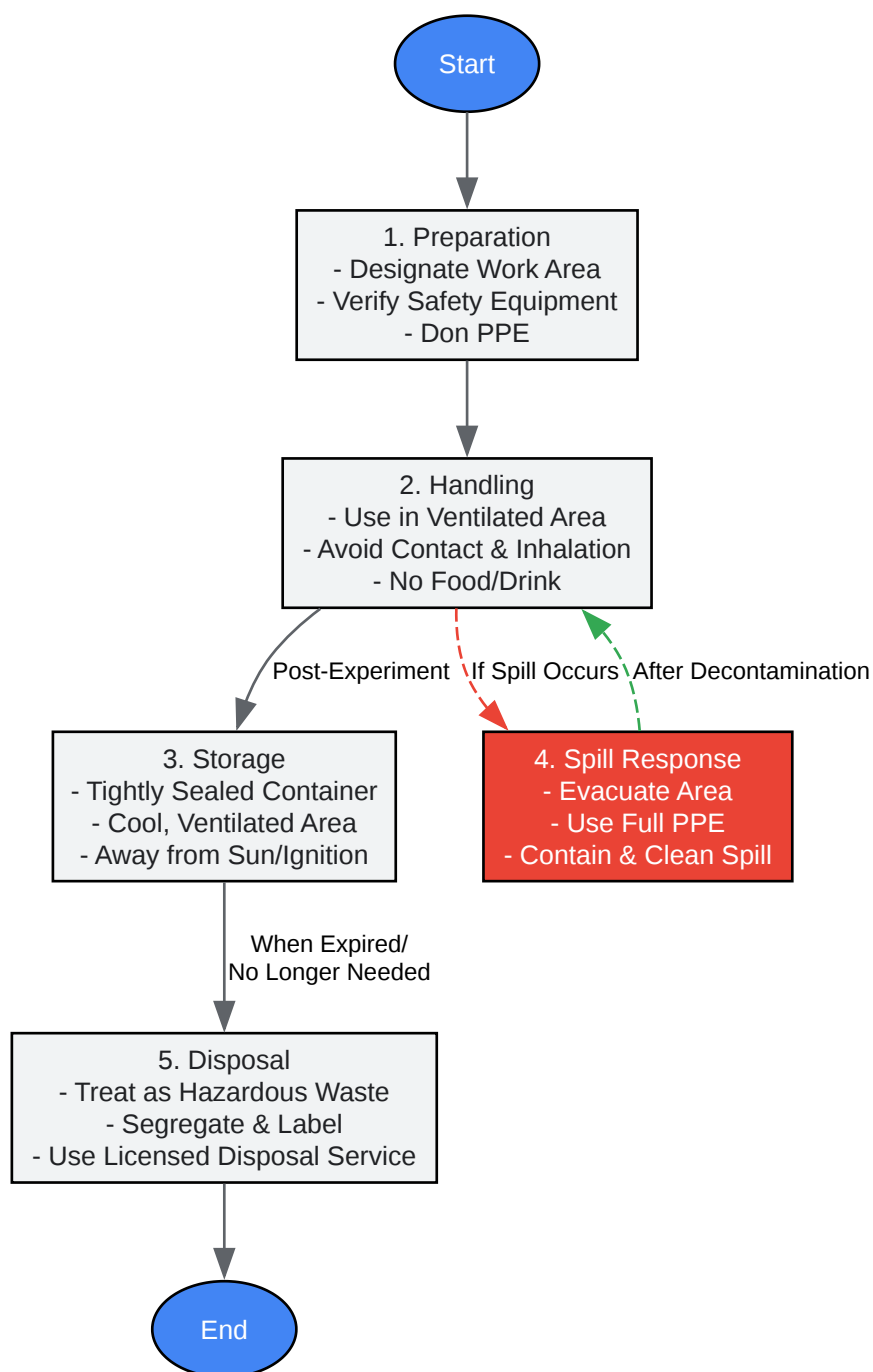 Start
1. Preparation
- Designate Work Area
- Verify Safety Equipment
- Don PPE
2. Handling
- Use in Ventilated Area
- Avoid Contact & Inhalation
- No Food/Drink
Post-Experiment
If Spill Occurs
After Decontamination
3. Storage
- Tightly Sealed Container
- Cool, Ventilated Area
- Away from Sun/Ignition
4. Spill Response
- Evacuate Area
- Use Full PPE
- Contain & Clean Spill
When Expired/
No Longer Needed
5. Disposal
- Treat as Hazardous Waste
- Segregate & Label
- Use Licensed Disposal Service
End